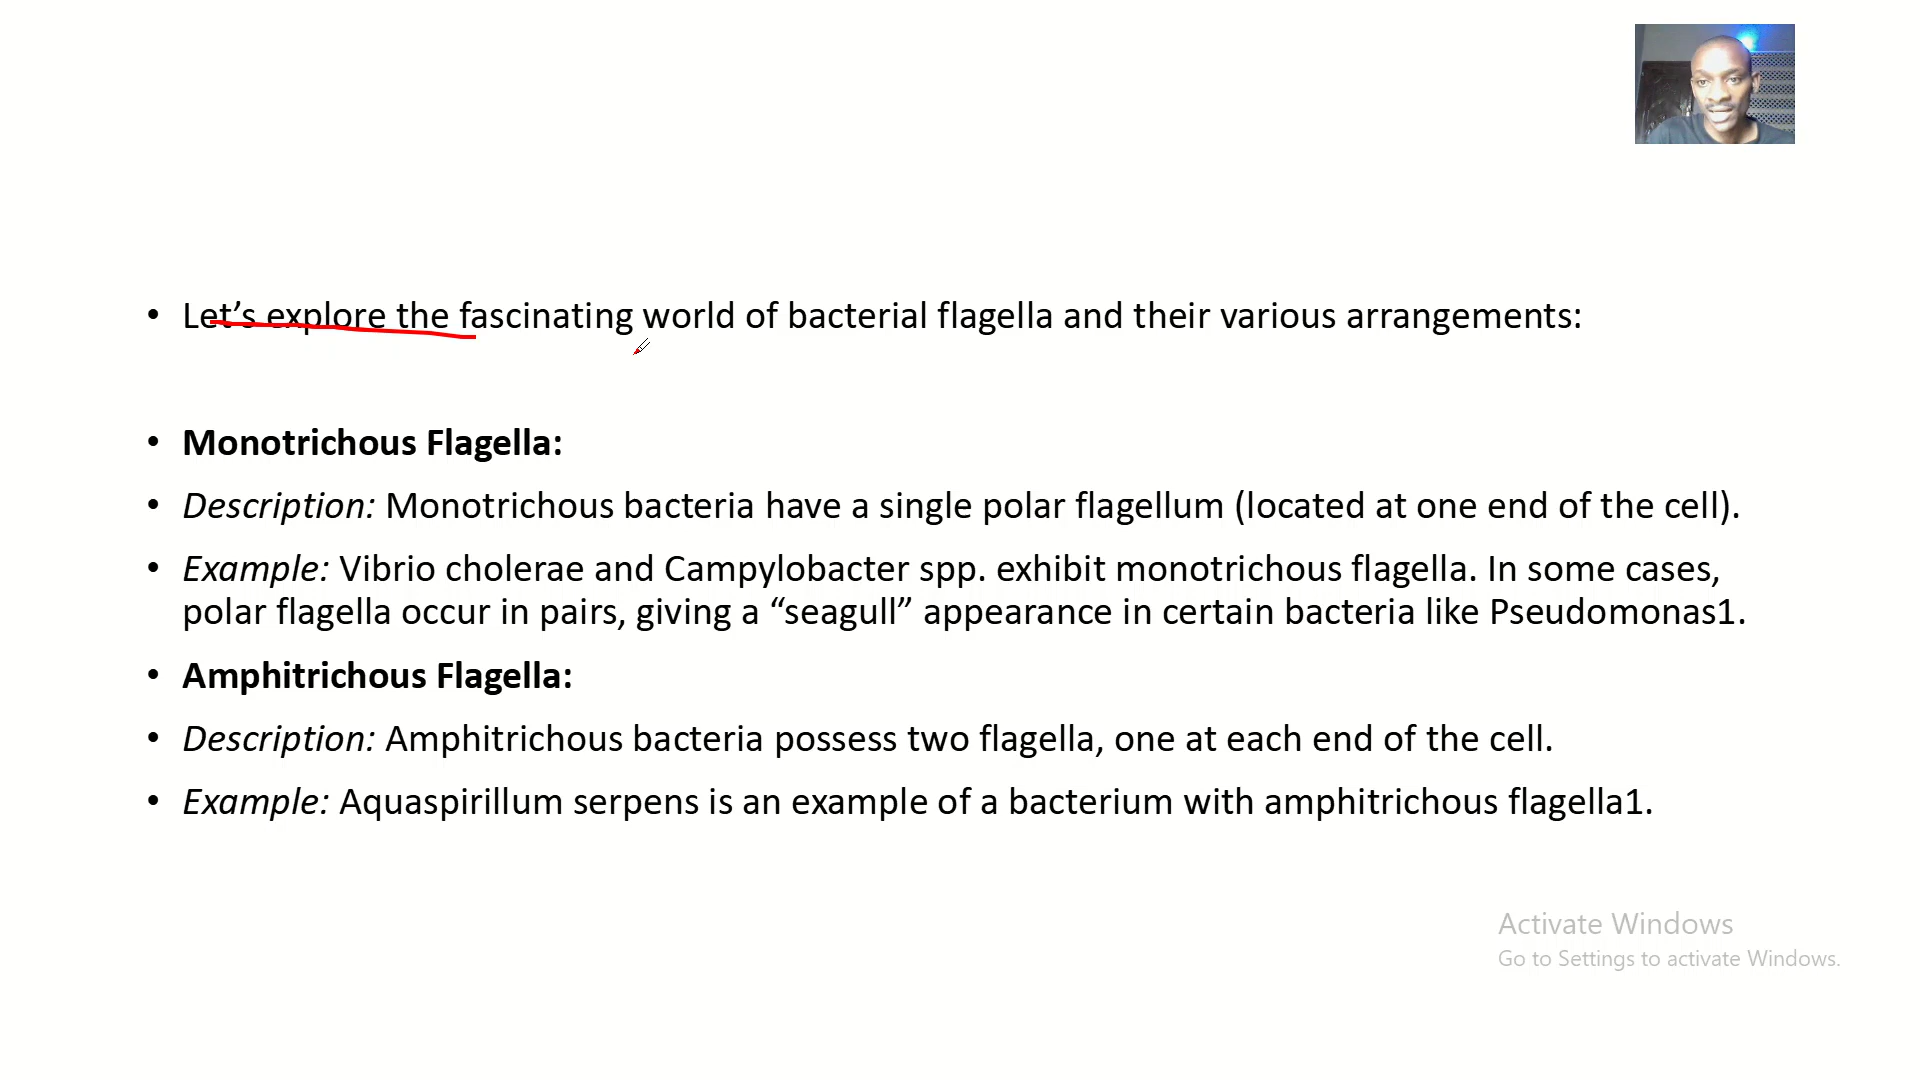 • Let’s explore the fascinating world of bacterial flagella and their various arrangements:
• Monotrichous Flagella:
• Description: Monotrichous bacteria have a single polar flagellum (located at one end of the cell).
• Example: Vibrio cholerae and Campylobacter spp. exhibit monotrichous flagella. In some cases,
polar flagella occur in pairs, giving a “seagull” appearance in certain bacteria like Pseudomonas1.
• Amphitrichous Flagella:
• Description: Amphitrichous bacteria possess two flagella, one at each end of the cell.
• Example: Aquaspirillum serpens is an example of a bacterium with amphitrichous flagella1.
Activate Windows
Go to Settings to activate Windows.